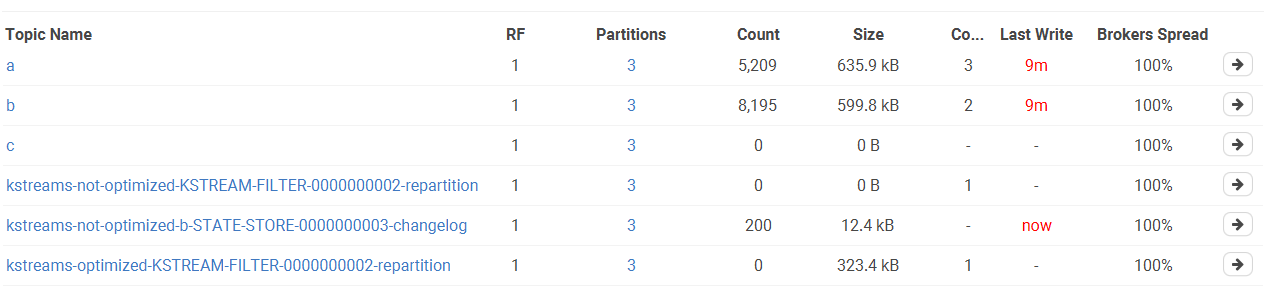 Topic Name RF Partitions Count Size Co... Last Write Brokers Spread
a 1 3 5,209 635.9 kB 3 9m 100%
b 1 3 8,195 599.8 kB 2 9m 100%
c 1 3 0 0 B - - 100%
kstreams-not-optimized-KSTREAM-FILTER-0000000002-repartition 1 3 0 0 B 1 - 100%
kstreams-not-optimized-b-STATE-STORE-0000000003-changelog 1 3 200 12.4 kB - now 100%
kstreams-optimized-KSTREAM-FILTER-0000000002-repartition 1 3 0 323.4 kB 1 - 100%